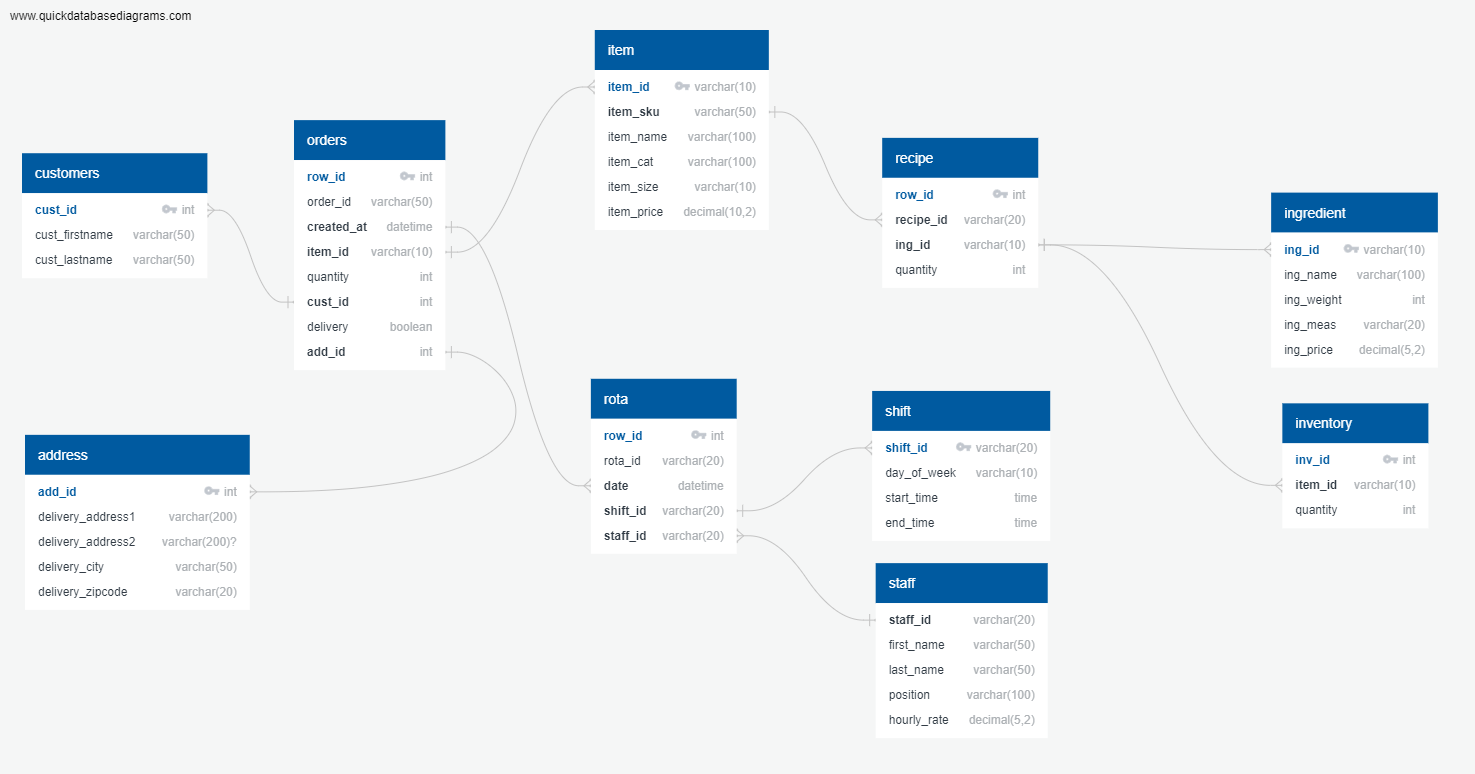 www.quickdatabasediagrams.com
customers
cust_id int
cust_firstname varchar(50)
cust_lastname varchar(50)
orders
row_id int
order_id varchar(50)
created_at datetime
item_id varchar(10)
quantity int
cust_id int
delivery boolean
add_id int
address
add_id int
delivery_address1 varchar(200)
delivery_address2 varchar(200)?
delivery_city varchar(50)
delivery_zipcode varchar(20)
item
item_id varchar(10)
item_sku varchar(50)
item_name varchar(100)
item_cat varchar(100)
item_size varchar(10)
item_price decimal(10,2)
rota
row_id int
rota_id varchar(20)
date datetime
shift_id varchar(20)
staff_id varchar(20)
recipe
row_id int
recipe_id varchar(20)
ing_id varchar(10)
quantity int
shift
shift_id varchar(20)
day_of_week varchar(10)
start_time time
end_time time
staff
staff_id varchar(20)
first_name varchar(50)
last_name varchar(50)
position varchar(100)
hourly_rate decimal(5,2)
ingredient
ing_id varchar(10)
ing_name varchar(100)
ing_weight int
ing_meas varchar(20)
ing_price decimal(5,2)
inventory
inv_id int
item_id varchar(10)
quantity int